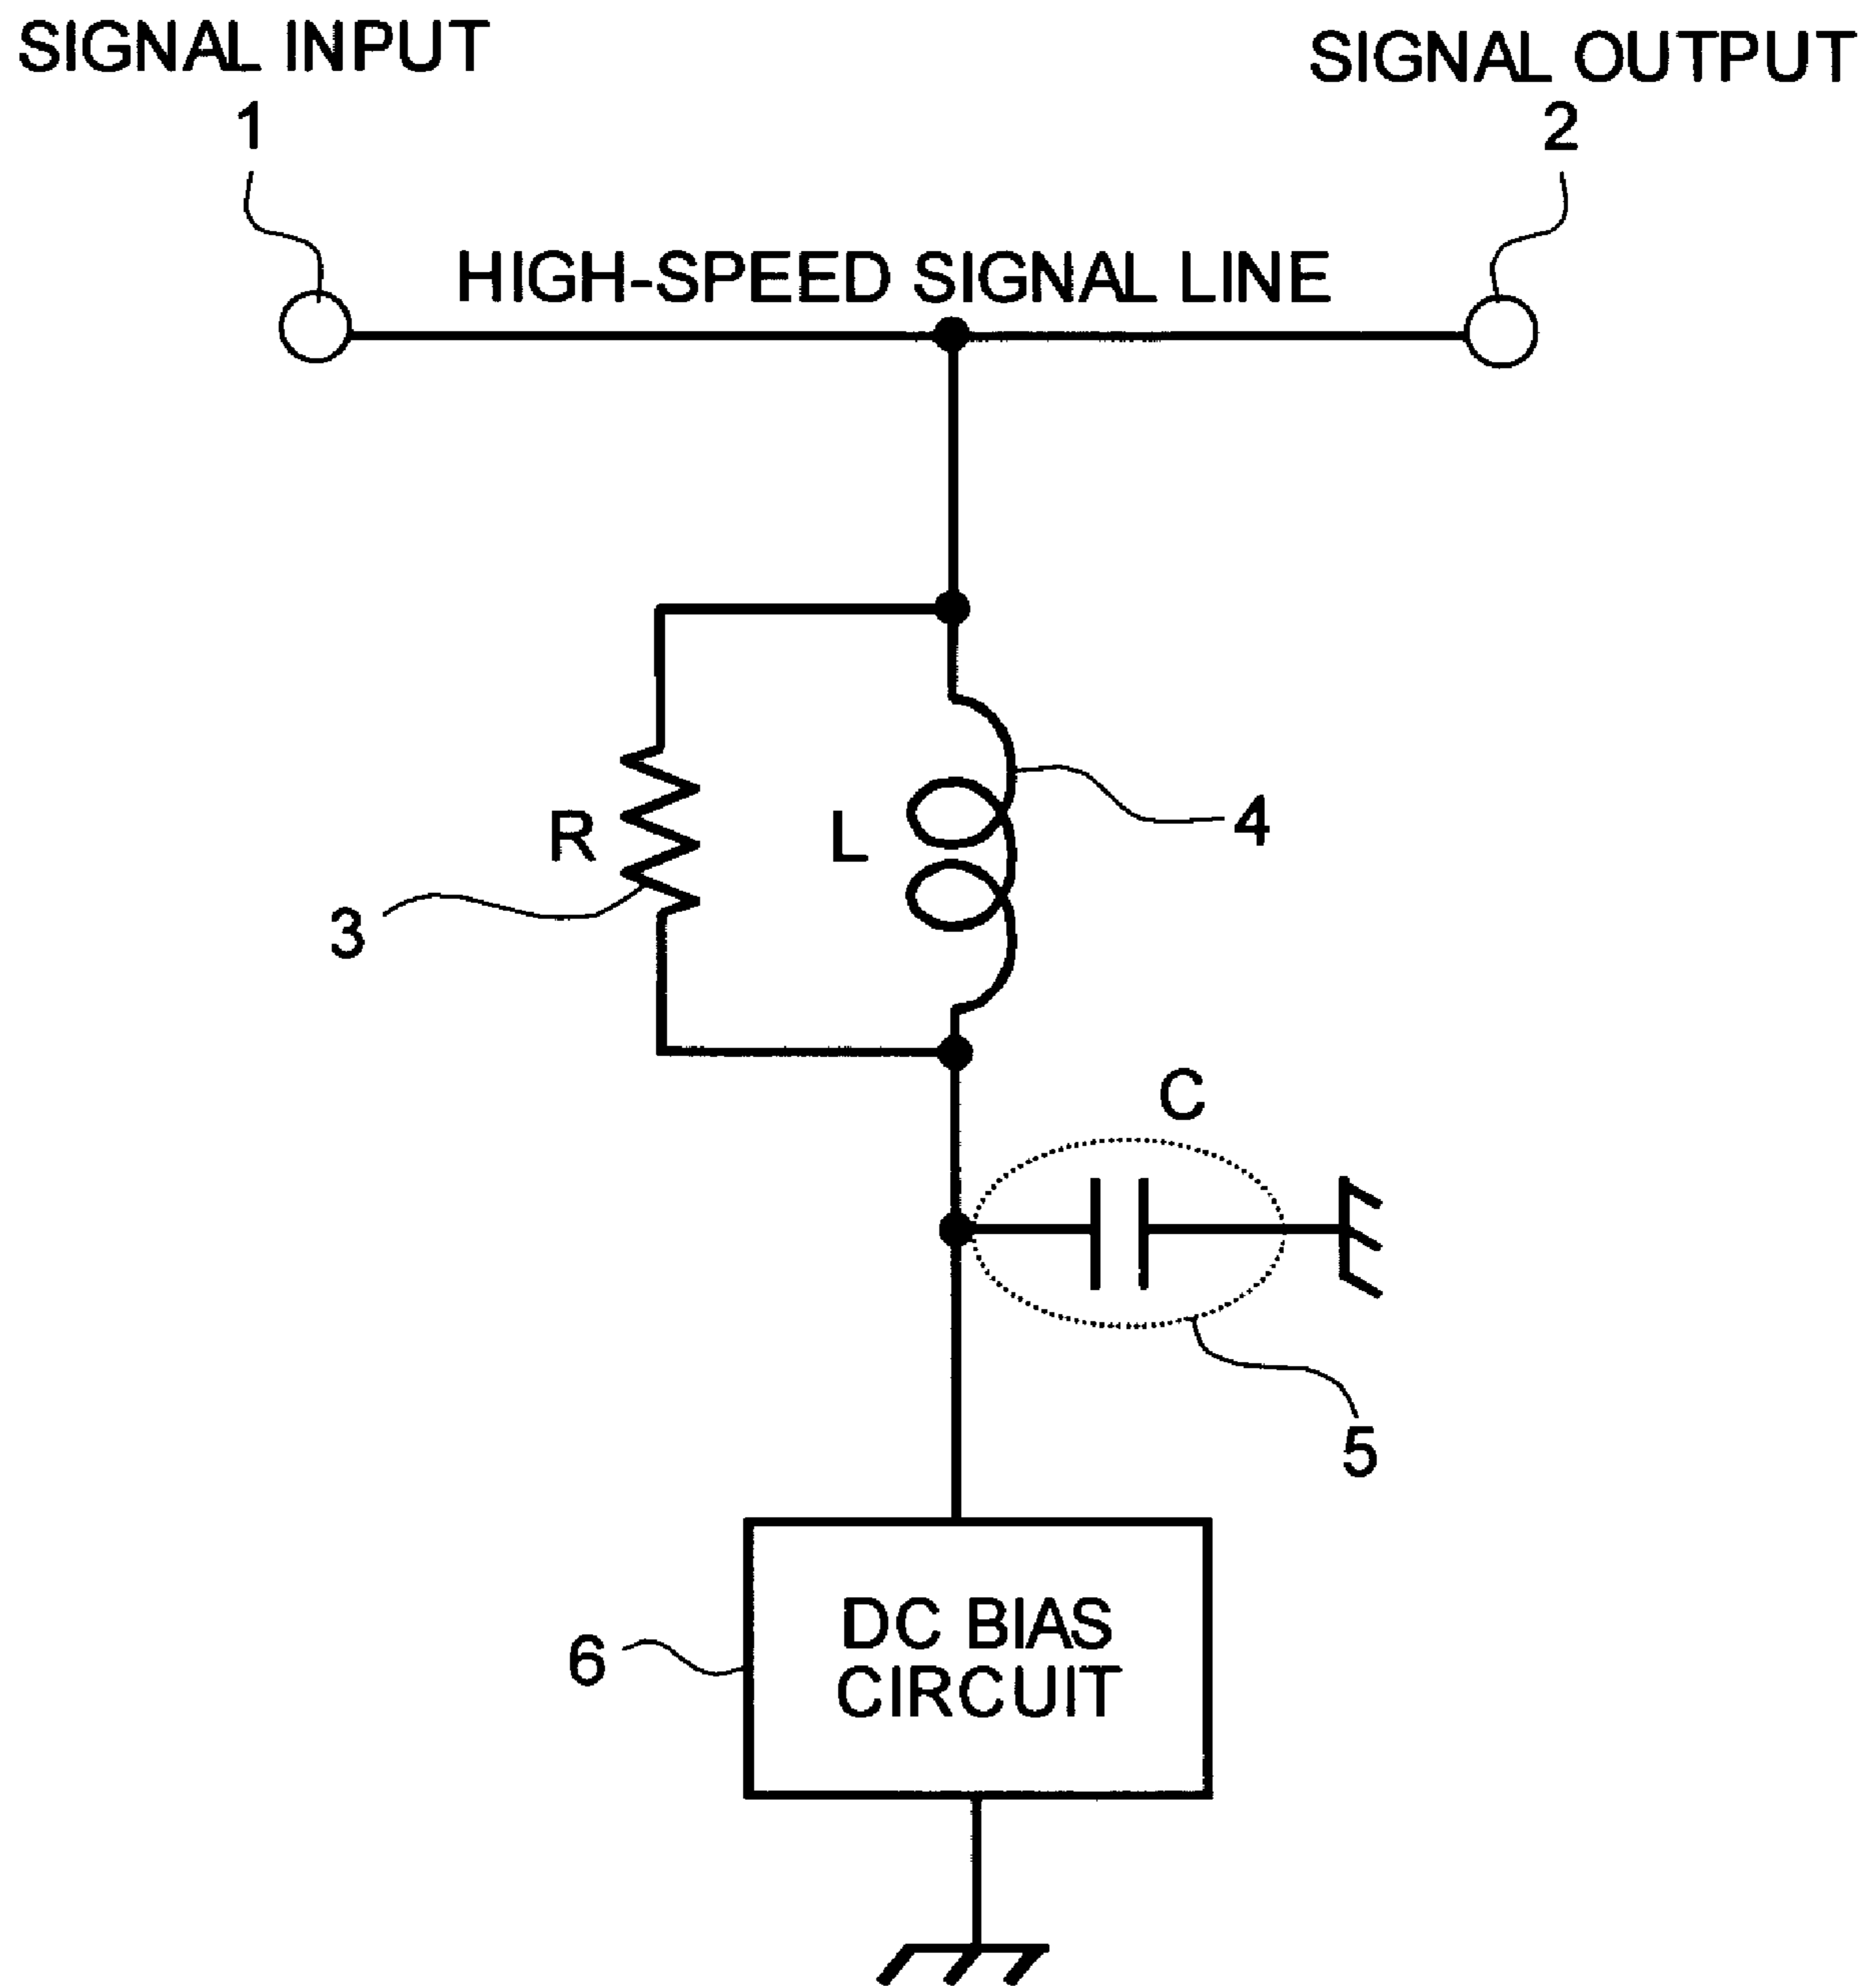 SIGNAL INPUT
1
SIGNAL OUTPUT
2
HIGH-SPEED SIGNAL LINE
R
L
4
3
C
5
DC BIAS
CIRCUIT
6